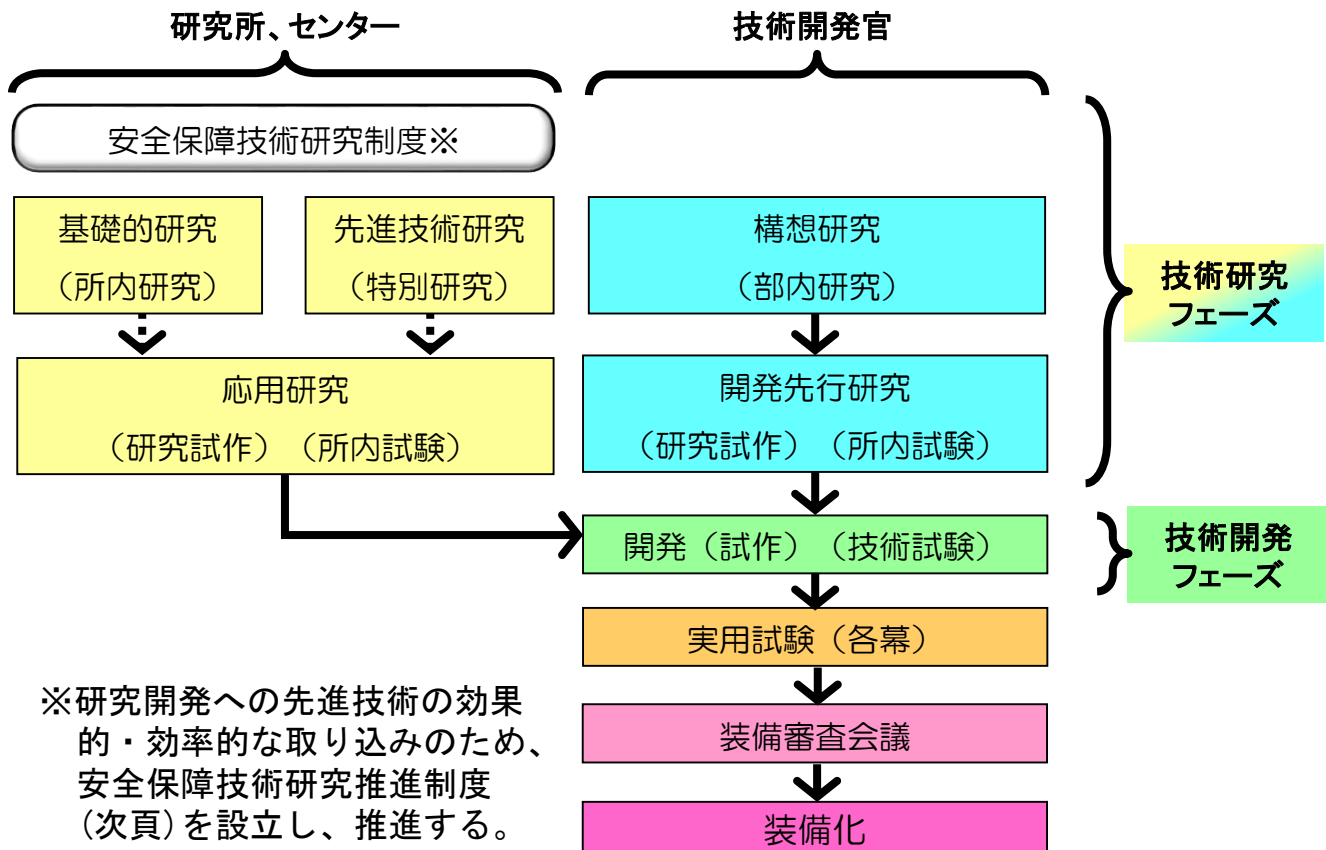 研究所、センター
技術開発官
安全保障技術研究制度※
基礎的研究
（所内研究）
先進技術研究
（特別研究）
構想研究
（部内研究）
技術研究
フェーズ
応用研究
（研究試作）（所内試験）
開発先行研究
（研究試作）（所内試験）
開発（試作）（技術試験）
技術開発
フェーズ
実用試験（各幕）
装備審査会議
装備化
※研究開発への先進技術の効果
的・効率的な取り込みのため、
安全保障技術研究推進制度
(次頁)を設立し、推進する。